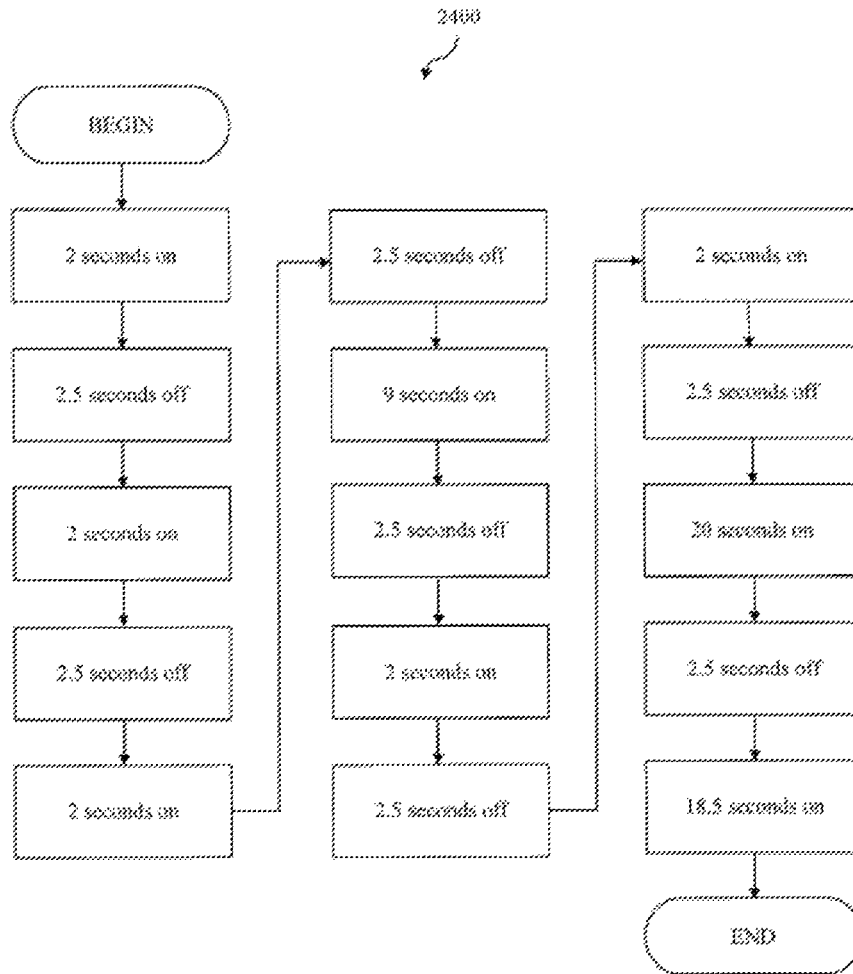 2400
BEGIN
2 seconds on
2.5 seconds off
2 seconds on
2.5 seconds off
2 seconds on
2.5 seconds off
9 seconds on
2.5 seconds off
2 seconds on
2.5 seconds off
2 seconds on
2.5 seconds off
20 seconds on
2.5 seconds off
18.5 seconds on
END